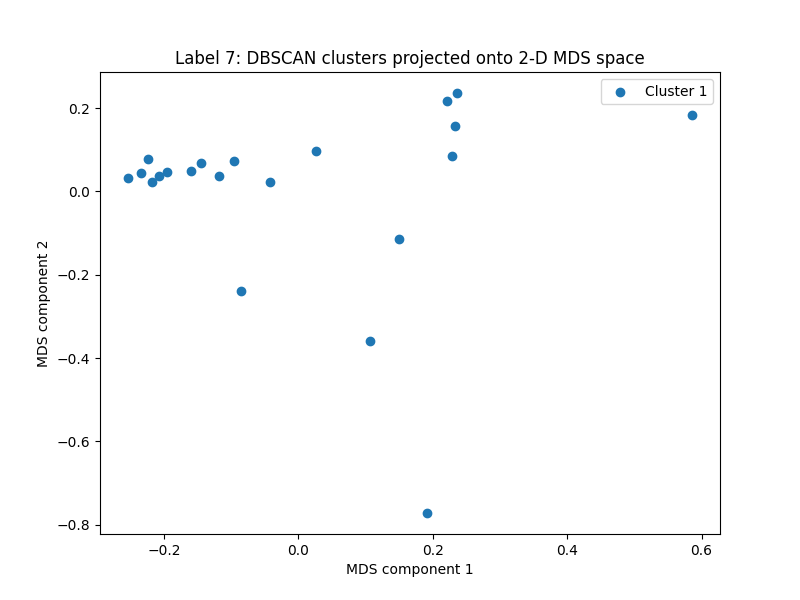 Label 7: DBSCAN clusters projected onto 2-D MDS space
Cluster 1
0.2
0.0
−0.2
−0.4
−0.6
−0.8
MDS component 2
−0.2
0.0
0.2
0.4
0.6
MDS component 1